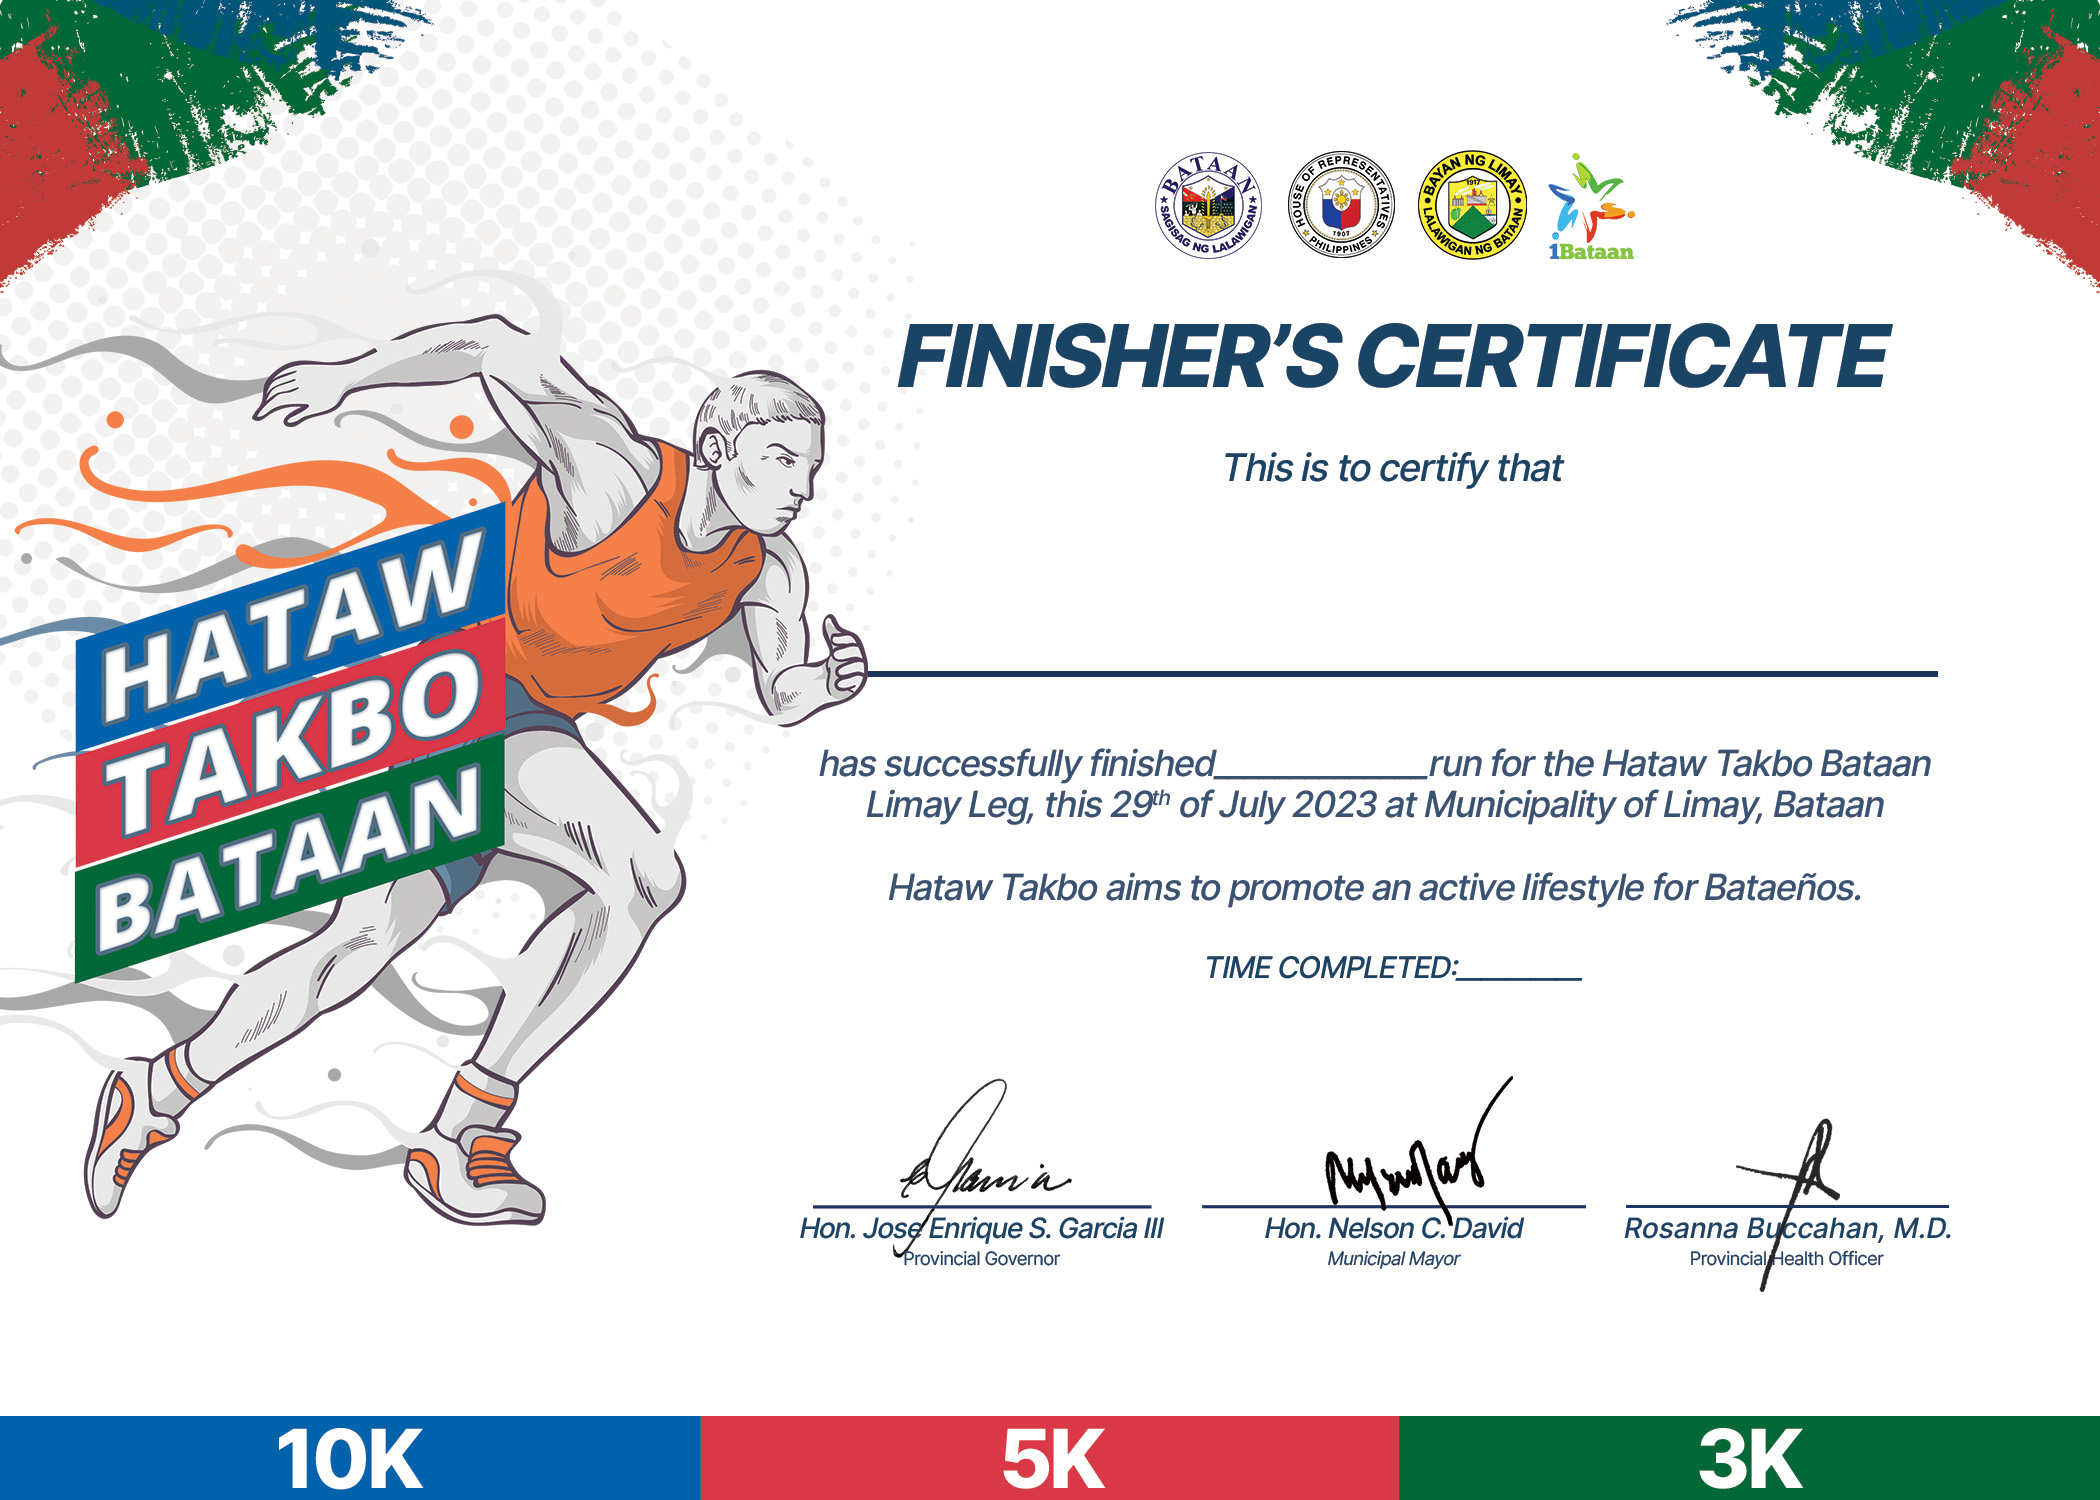 BATAAN
SAGISAG NG LALAWIGAN
HOUSE OF REPRESENTATIVES
1907
PHILIPPINES
BAYAN NG LIMAY
1917
LALAWIGAN NG BATAAN
1Bataan
FINISHER'S CERTIFICATE
This is to certify that
HATAW
TAKBO
BATAAN
has successfully finished______________run for the Hataw Takbo Bataan
Limay Leg, this 29th of July 2023 at Municipality of Limay, Bataan
Hataw Takbo aims to promote an active lifestyle for Bataeños.
TIME COMPLETED:_________
Hon. Jose Enrique S. Garcia III
Provincial Governor
Hon. Nelson C. David
Municipal Mayor
Rosanna Buccahan, M.D.
Provincial Health Officer
10K
5K
3K